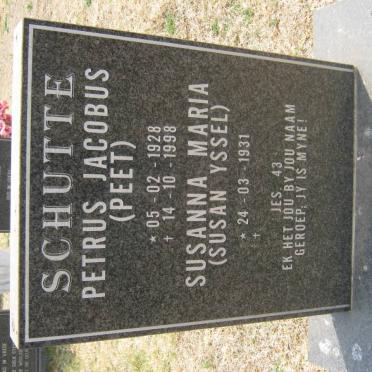 SCHUTTE
PETRUS JACOBUS
(PEET)
* 05 - 02 - 1928
† 14 - 10 - 1998
SUSANNA MARIA
(SUSAN YSSEL)
* 24 - 03 - 1931
†
JES. 43
EK HET JOU BY JOU NAAM
GEROEP; JY IS MYNE!